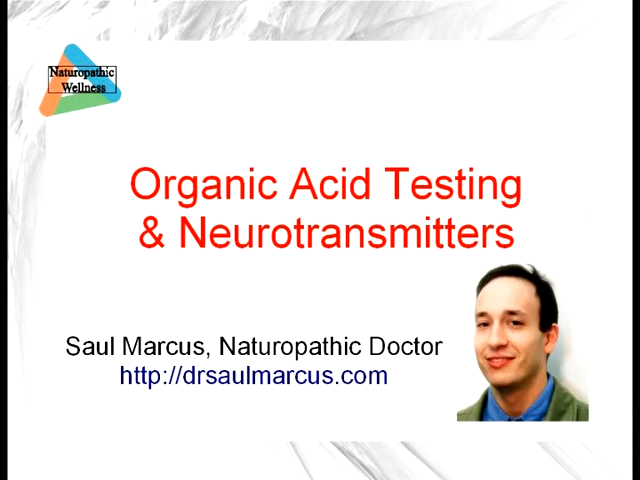 Naturopathic
Wellness
Organic Acid Testing
& Neurotransmitters
Saul Marcus, Naturopathic Doctor
http://drsaulmarcus.com